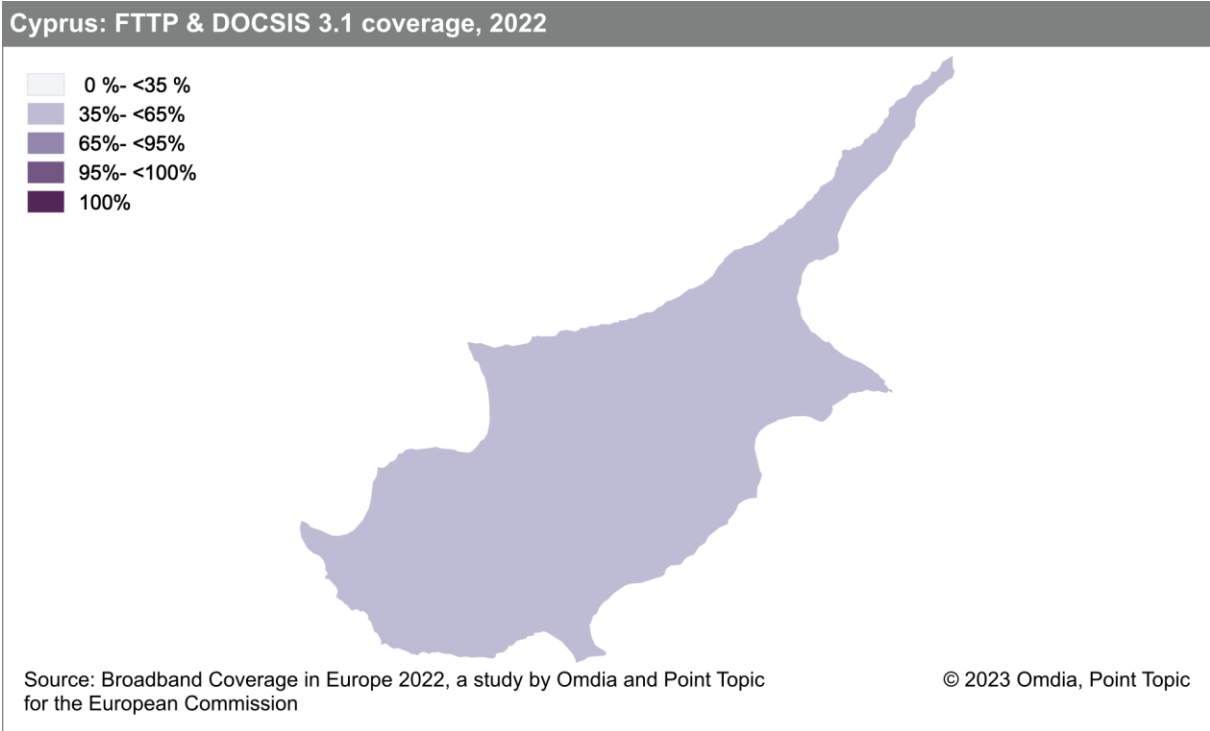 Cyprus: FTTP & DOCSIS 3.1 coverage, 2022
0 %- <35 %
35%- <65%
65%- <95%
95%- <100%
100%
Source: Broadband Coverage in Europe 2022, a study by Omdia and Point Topic
for the European Commission
© 2023 Omdia, Point Topic